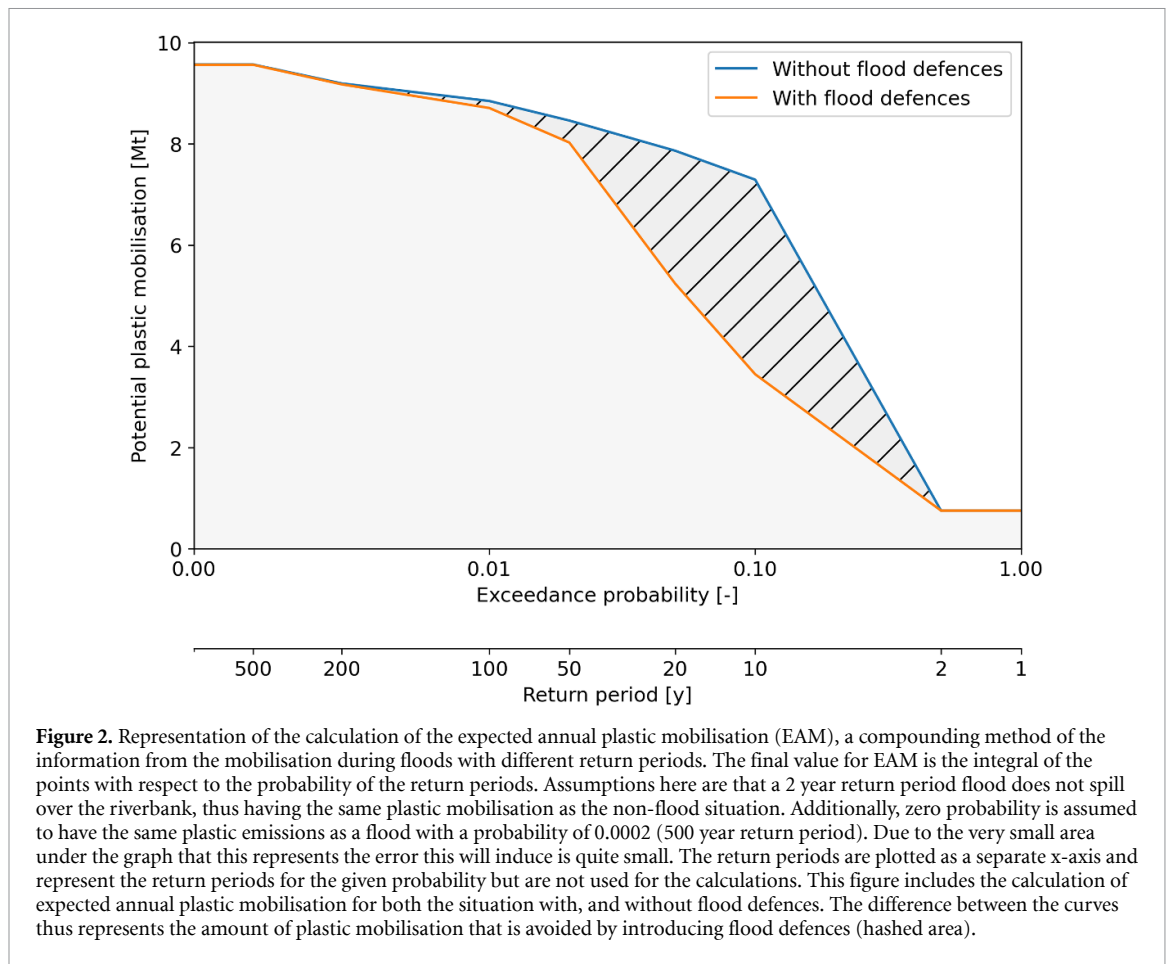 10
8
6
4
2
0
Potential plastic mobilisation [Mt]
Without flood defences
With flood defences
0.00 0.01 0.10 1.00
Exceedance probability [-]
500 200 100 50 20 10 2 1
Return period [y]
Figure 2. Representation of the calculation of the expected annual plastic mobilisation (EAM), a compounding method of the
information from the mobilisation during floods with different return periods. The final value for EAM is the integral of the
points with respect to the probability of the return periods. Assumptions here are that a 2 year return period flood does not spill
over the riverbank, thus having the same plastic mobilisation as the non-flood situation. Additionally, zero probability is assumed
to have the same plastic emissions as a flood with a probability of 0.0002 (500 year return period). Due to the very small area
under the graph that this represents the error this will induce is quite small. The return periods are plotted as a separate x-axis and
represent the return periods for the given probability but are not used for the calculations. This figure includes the calculation of
expected annual plastic mobilisation for both the situation with, and without flood defences. The difference between the curves
thus represents the amount of plastic mobilisation that is avoided by introducing flood defences (hashed area).